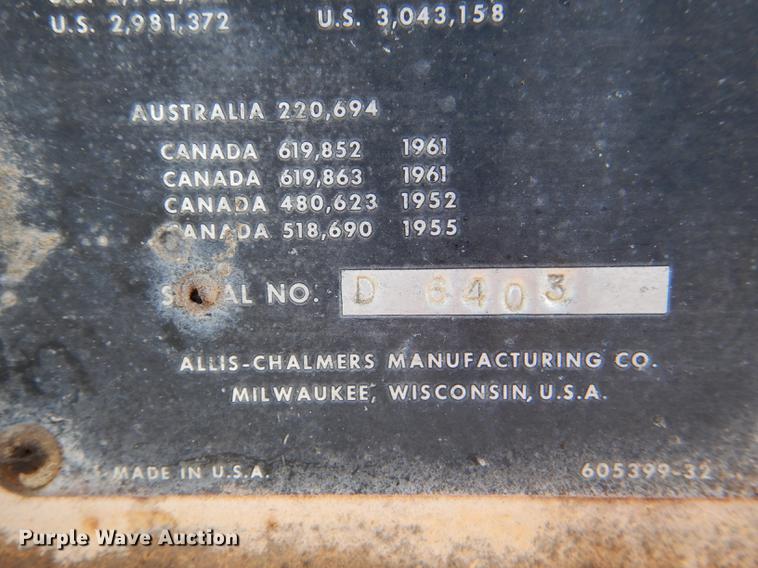 U.S. 2,981,372 U.S. 3,043,158
AUSTRALIA 220,694
CANADA 619,852 1961
CANADA 619,863 1961
CANADA 480,623 1952
CANADA 518,690 1955
NO. D 6403
ALLIS-CHALMERS MANUFACTURING CO.
MILWAUKEE, WISCONSIN, U.S.A.
MADE IN U.S.A. 605399-32
Purple Wave Auction